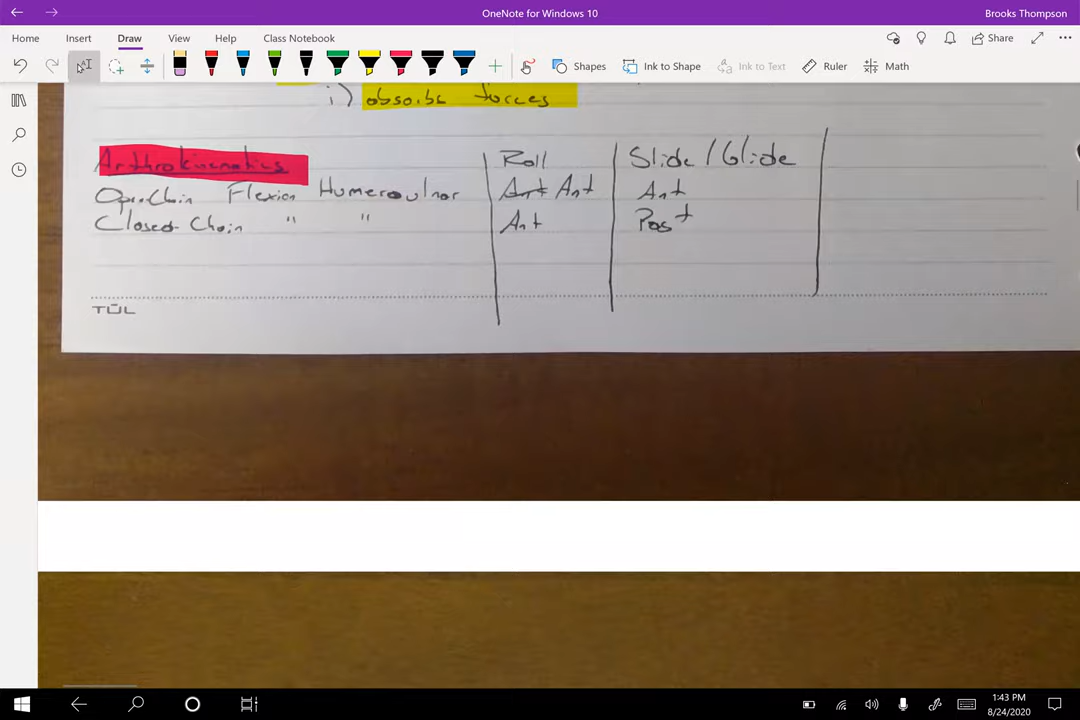 OneNote for Windows 10
Brooks Thompson
Home Insert Draw View Help Class Notebook
Share
Shapes Ink to Shape Ink to Text Ruler Math
i) absorbs forces
Arthrokinematics Roll Slide / Glide
Open Chain Flexion Humeroulnar Ant Ant Ant
Closed Chain " " Ant Post
TŪL
1:43 PM
8/24/2020